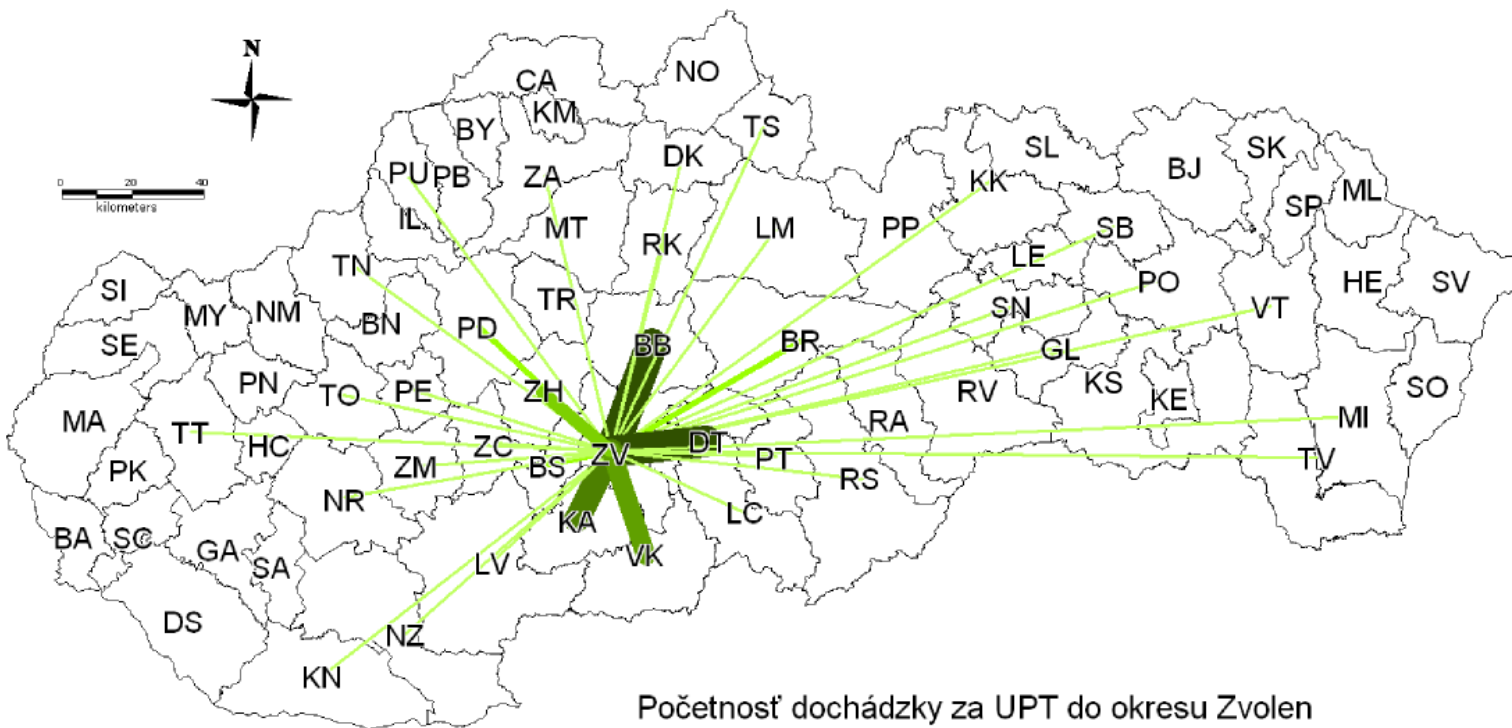 N
NO
CA
KM
TS
BY
DK
SL
SK
BJ
PU
PB
ZA
KK
ML
SP
IL
MT
RK
LM
PP
SB
LE
TN
HE
SV
SI
TR
PO
VT
MY
NM
BN
PD
SN
SE
BB
BR
GL
PN
TO
PE
ZH
RV
KS
KE
SO
MA
TT
HC
ZC
ZV
DT
RA
MI
PK
ZM
BS
PT
TV
NR
RS
BA
SC
GA
SA
KA
LC
LV
VK
DS
NZ
KN
0 20 40
kilometers
Početnosť dochádzky za UPT do okresu Zvolen